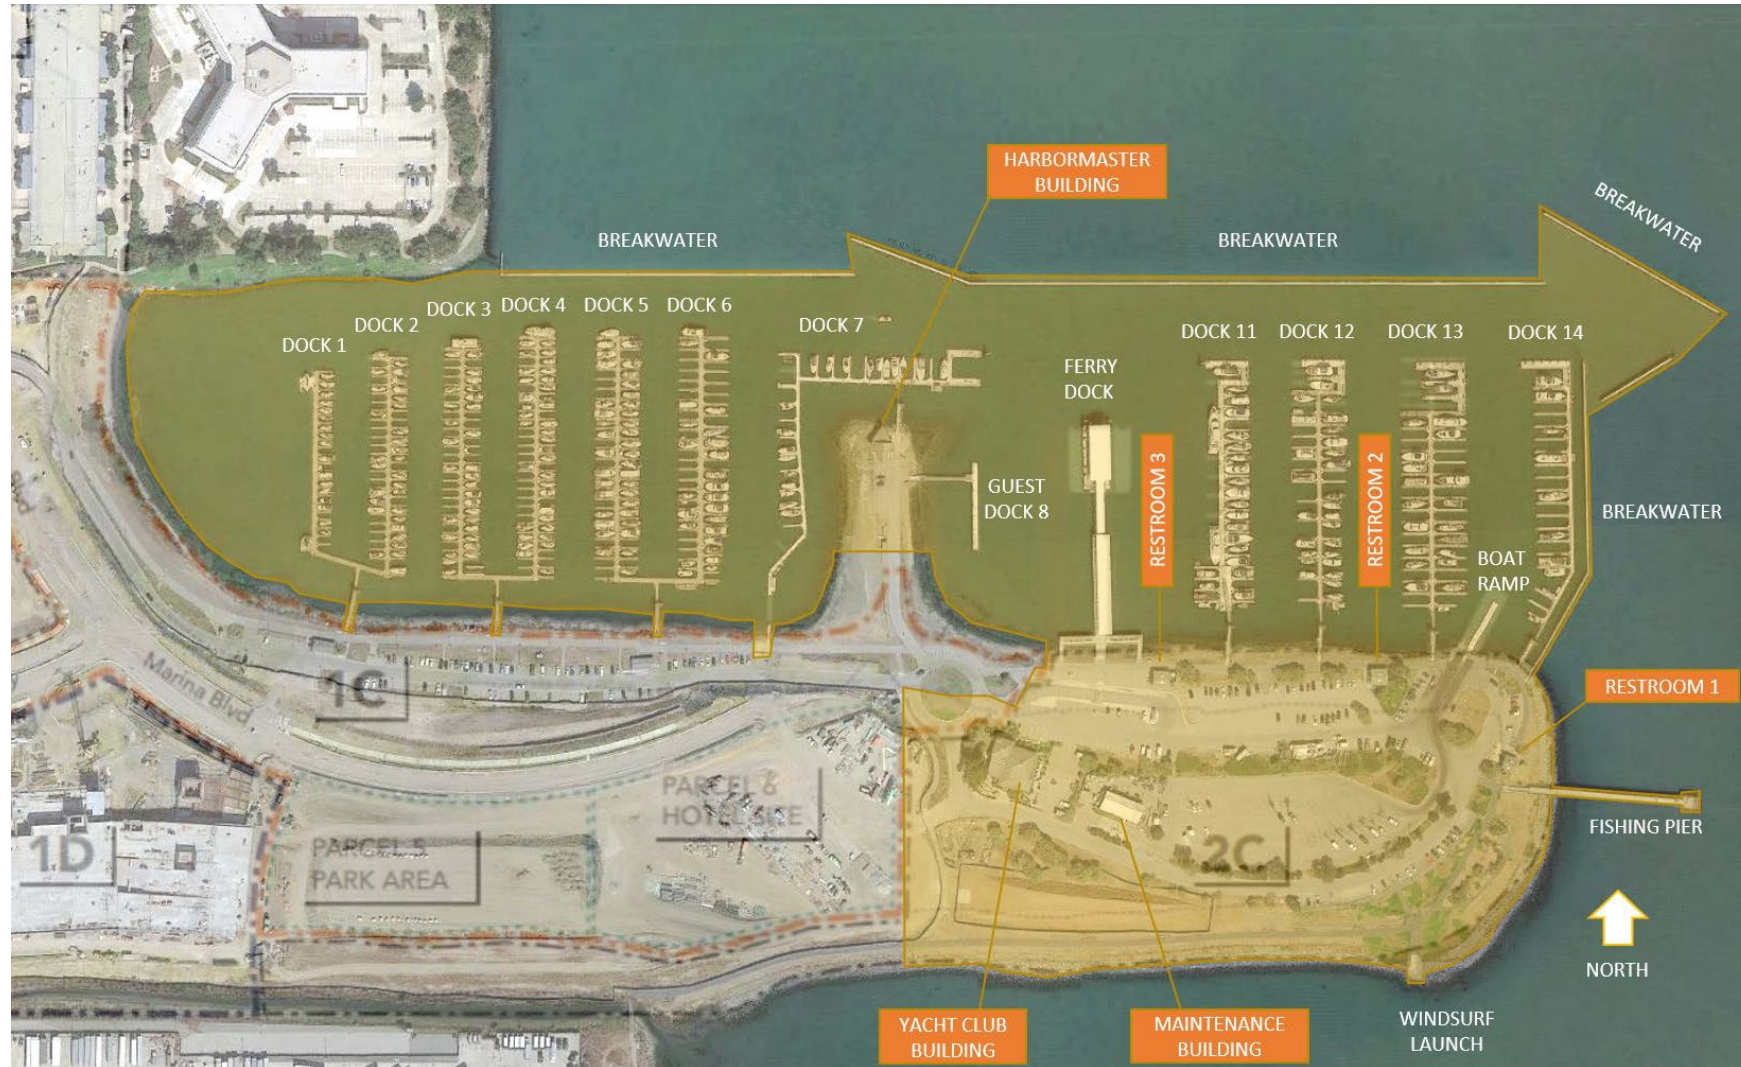 HARBORMASTER
BUILDING
BREAKWATER
BREAKWATER
BREAKWATER
DOCK 1
DOCK 2
DOCK 3
DOCK 4
DOCK 5
DOCK 6
DOCK 7
DOCK 11
DOCK 12
DOCK 13
DOCK 14
FERRY
DOCK
GUEST
DOCK 8
RESTROOM 3
RESTROOM 2
BREAKWATER
BOAT
RAMP
Marina Blvd
1C
RESTROOM 1
PARCEL 6
HOTEL SITE
1D
PARCEL 5
PARK AREA
2C
FISHING PIER
NORTH
YACHT CLUB
BUILDING
MAINTENANCE
BUILDING
WINDSURF
LAUNCH